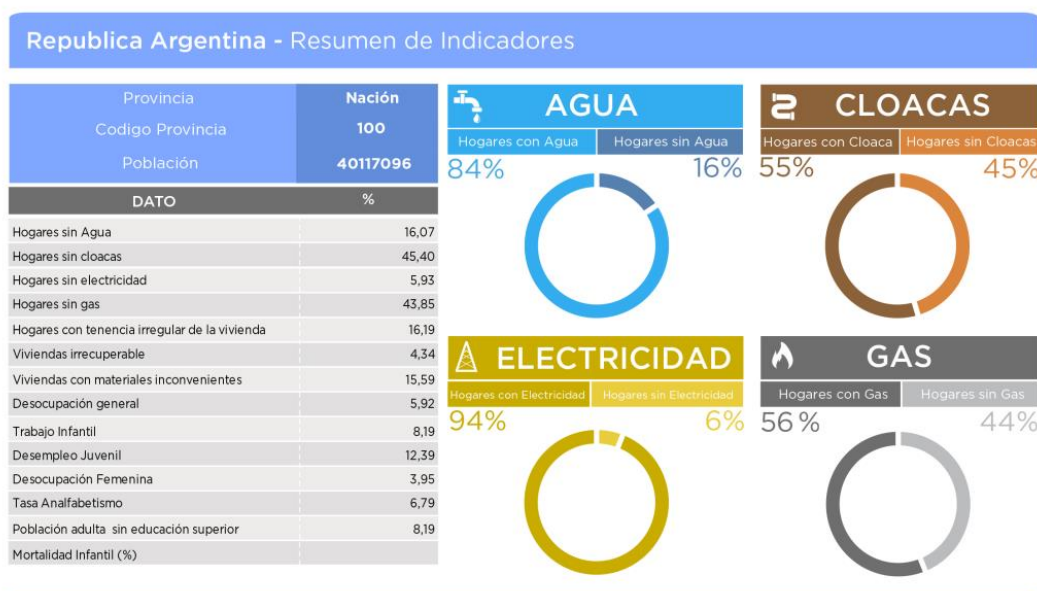 Republica Argentina - Resumen de Indicadores
Provincia Nación
Codigo Provincia 100
Población 40117096
DATO %
Hogares sin Agua 16,07
Hogares sin cloacas 45,40
Hogares sin electricidad 5,93
Hogares sin gas 43,85
Hogares con tenencia irregular de la vivienda 16,19
Viviendas irrecuperable 4,34
Viviendas con materiales inconvenientes 15,59
Desocupación general 5,92
Trabajo Infantil 8,19
Desempleo Juvenil 12,39
Desocupación Femenina 3,95
Tasa Analfabetismo 6,79
Población adulta sin educación superior 8,19
Mortalidad Infantil (%)
AGUA
Hogares con Agua Hogares sin Agua
84% 16%
CLOACAS
Hogares con Cloaca Hogares sin Cloacas
55% 45%
ELECTRICIDAD
Hogares con Electricidad Hogares sin Electricidad
94% 6%
GAS
Hogares con Gas Hogares sin Gas
56 % 44%